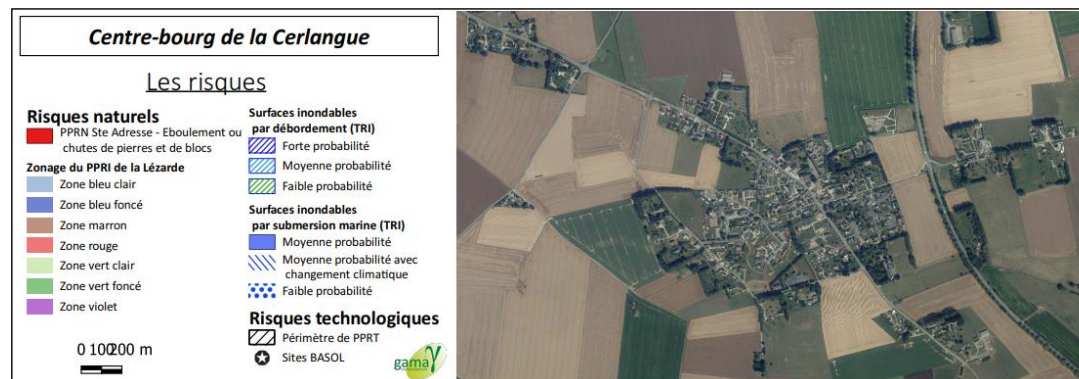 Centre-bourg de la Cerlangue
Les risques
Risques naturels
PPRN Ste Adresse - Eboulement ou
chutes de pierres et de blocs
Zonage du PPRI de la Lézarde
Zone bleu clair
Zone bleu foncé
Zone marron
Zone rouge
Zone vert clair
Zone vert foncé
Zone violet
0 100200 m
Surfaces inondables
par débordement (TRI)
Forte probabilité
Moyenne probabilité
Faible probabilité
Surfaces inondables
par submersion marine (TRI)
Moyenne probabilité
Moyenne probabilité avec
changement climatique
Faible probabilité
Risques technologiques
Périmètre de PPRT
Sites BASOL
gama